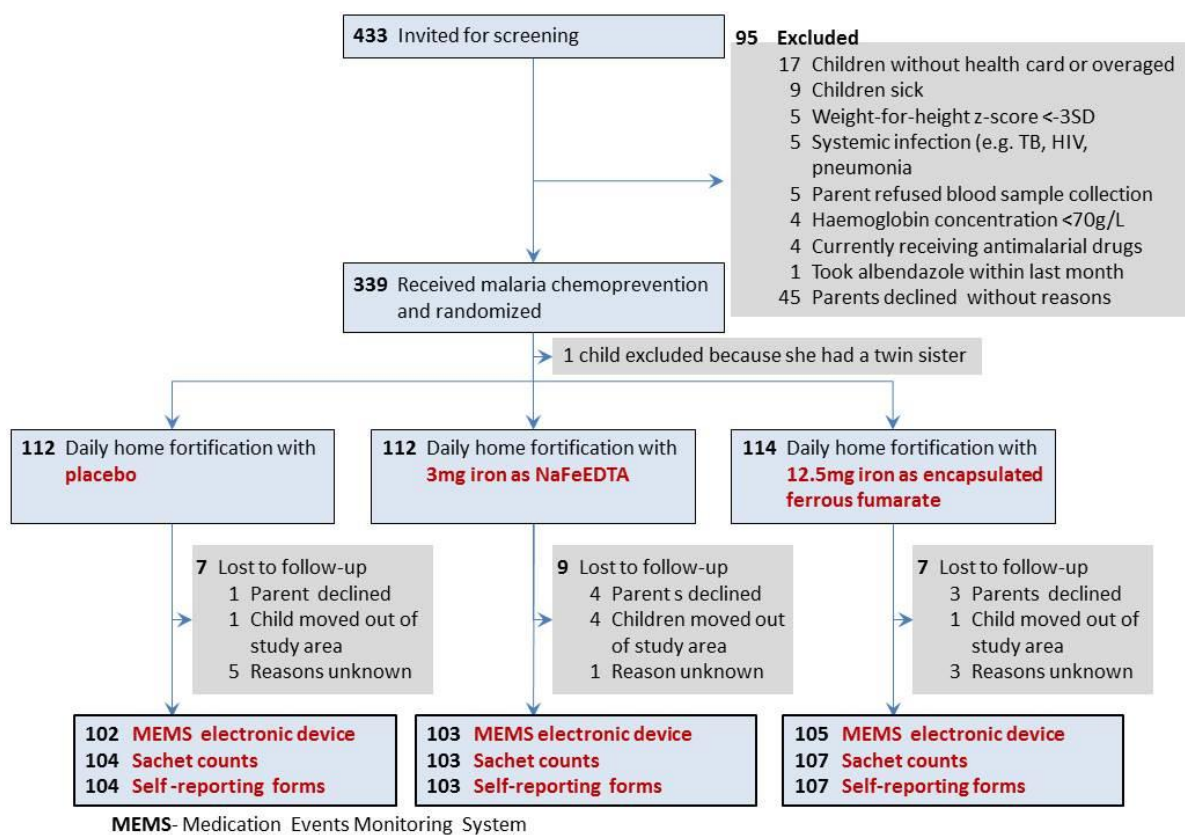 433 Invited for screening
95 Excluded
17 Children without health card or overaged
9 Children sick
5 Weight-for-height z-score <-3SD
5 Systemic infection (e.g. TB, HIV,
pneumonia
5 Parent refused blood sample collection
4 Haemoglobin concentration <70g/L
4 Currently receiving antimalarial drugs
1 Took albendazole within last month
45 Parents declined without reasons
339 Received malaria chemoprevention
and randomized
1 child excluded because she had a twin sister
112 Daily home fortification with
placebo
112 Daily home fortification with
3mg iron as NaFeEDTA
114 Daily home fortification with
12.5mg iron as encapsulated
ferrous fumarate
7 Lost to follow-up
1 Parent declined
1 Child moved out of
study area
5 Reasons unknown
9 Lost to follow-up
4 Parent s declined
4 Children moved out
of study area
1 Reason unknown
7 Lost to follow-up
3 Parents declined
1 Child moved out of
study area
3 Reasons unknown
102 MEMS electronic device
104 Sachet counts
104 Self -reporting forms
103 MEMS electronic device
103 Sachet counts
103 Self-reporting forms
105 MEMS electronic device
107 Sachet counts
107 Self-reporting forms
MEMS- Medication Events Monitoring System